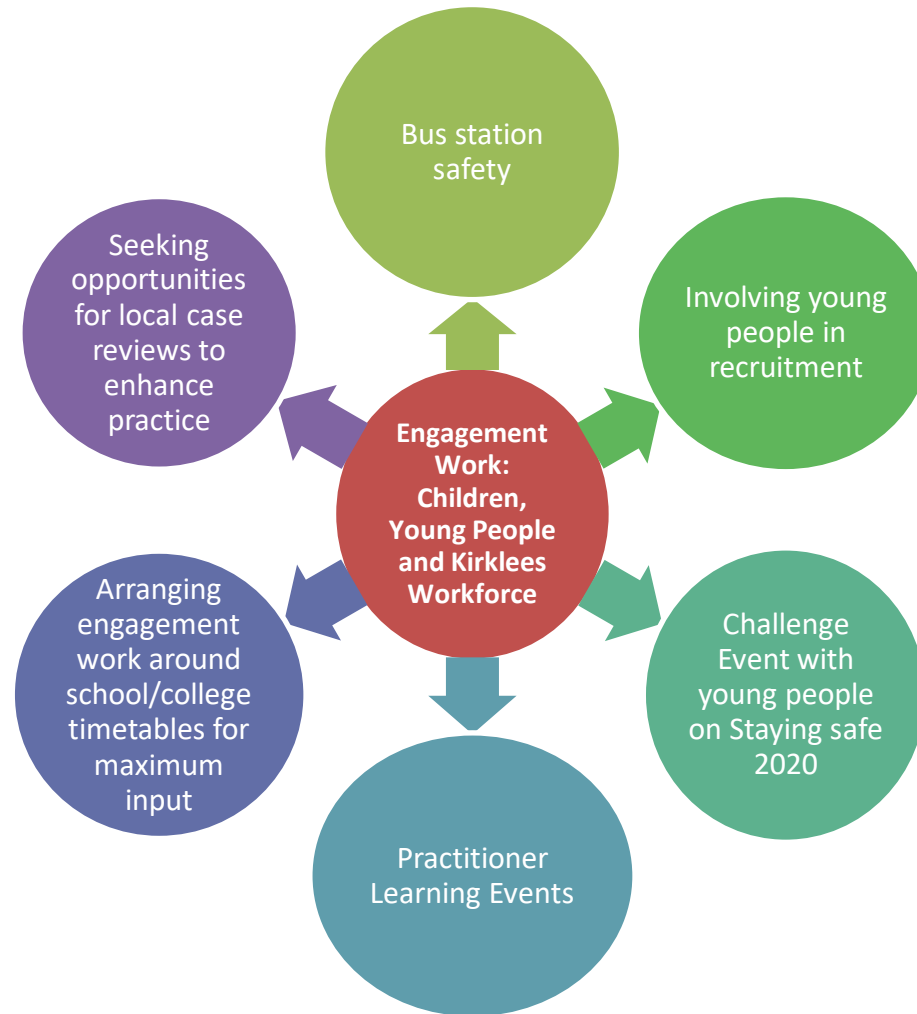 Bus station
safety
Involving young
people in
recruitment
Challenge
Event with
young people
on Staying safe
2020
Practitioner
Learning Events
Arranging
engagement
work around
school/college
timetables for
maximum
input
Seeking
opportunities
for local case
reviews to
enhance
practice
Engagement
Work:
Children,
Young People
and Kirklees
Workforce